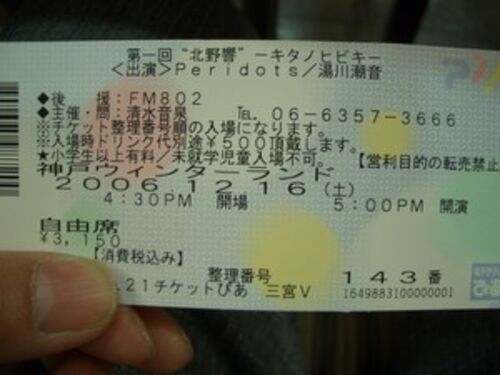 第一回 "北野響" ーキタノヒビキー
＜出演＞Peridots／湯川潮音
◆後 援：FM802
◆主催・問：清水音泉 TEL. 06-6357-3666
※チケット整理番号順の入場になります。
※入場時ドリンク代別途￥500頂戴します。
★小学生以上有料／未就学児童入場不可。【営利目的の転売禁止
神戸ウィンターランド
2006.12.16(土)
4:30PM 開場 5:00PM 開演
自由席
￥3,150
【消費税込み】
整理番号 143番
.21チケットぴあ 三宮V 164988310000001